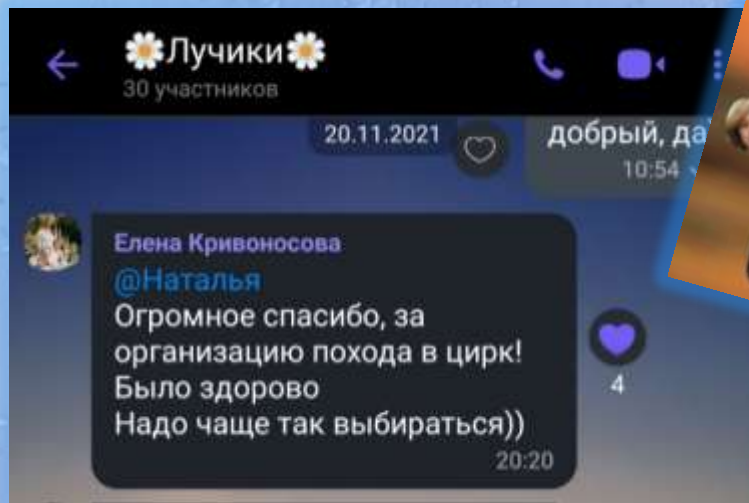 🌼Лучики🌼
30 участников
20.11.2021
добрый, да
10:54
Елена Кривоносова
@Наталья
Огромное спасибо, за
организацию похода в цирк!
Было здорово
Надо чаще так выбираться))
20:20
4